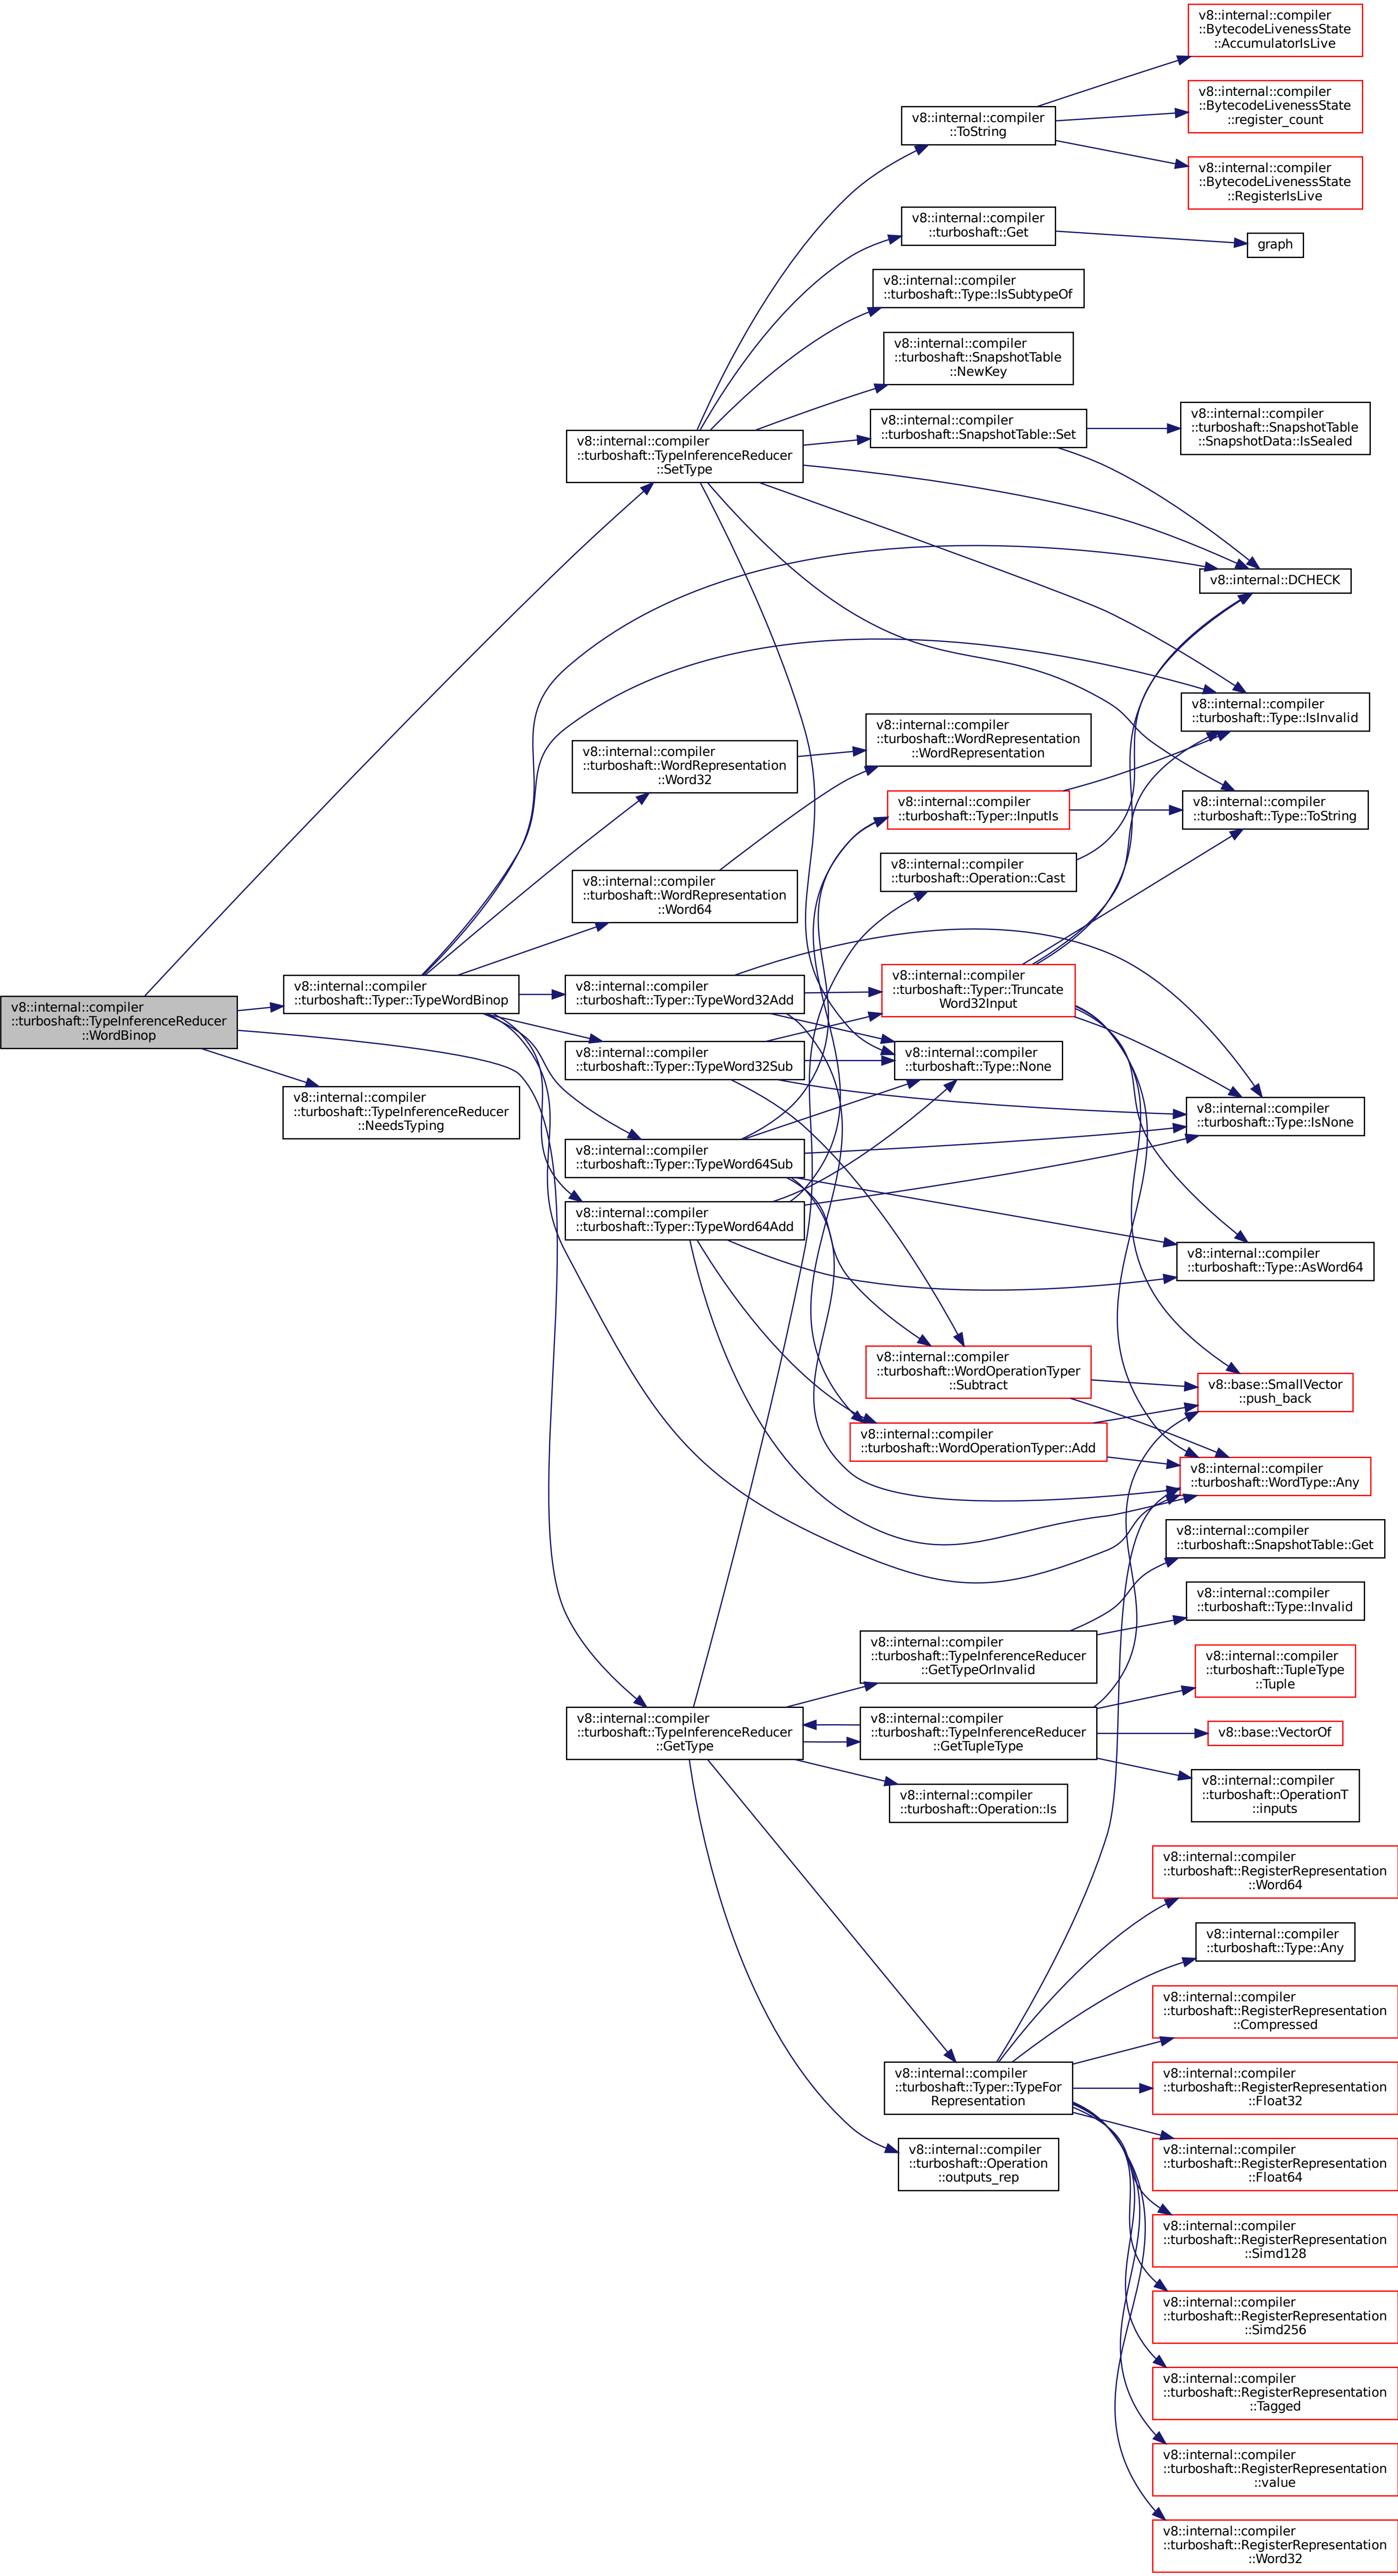 v8::internal::compiler
::BytecodeLivenessState
::AccumulatorIsLive
v8::internal::compiler
::BytecodeLivenessState
::register_count
v8::internal::compiler
::ToString
v8::internal::compiler
::BytecodeLivenessState
::RegisterIsLive
v8::internal::compiler
::turboshaft::Get
graph
v8::internal::compiler
::turboshaft::Type::IsSubtypeOf
v8::internal::compiler
::turboshaft::SnapshotTable
::NewKey
v8::internal::compiler
::turboshaft::SnapshotTable::Set
v8::internal::compiler
::turboshaft::SnapshotTable
::SnapshotData::IsSealed
v8::internal::compiler
::turboshaft::TypeInferenceReducer
::SetType
v8::internal::DCHECK
v8::internal::compiler
::turboshaft::Type::IsInvalid
v8::internal::compiler
::turboshaft::WordRepresentation
::WordRepresentation
v8::internal::compiler
::turboshaft::WordRepresentation
::Word32
v8::internal::compiler
::turboshaft::Typer::InputIs
v8::internal::compiler
::turboshaft::Type::ToString
v8::internal::compiler
::turboshaft::Operation::Cast
v8::internal::compiler
::turboshaft::WordRepresentation
::Word64
v8::internal::compiler
::turboshaft::TypeInferenceReducer
::WordBinop
v8::internal::compiler
::turboshaft::Typer::TypeWordBinop
v8::internal::compiler
::turboshaft::Typer::TypeWord32Add
v8::internal::compiler
::turboshaft::Typer::Truncate
Word32Input
v8::internal::compiler
::turboshaft::Typer::TypeWord32Sub
v8::internal::compiler
::turboshaft::Type::None
v8::internal::compiler
::turboshaft::TypeInferenceReducer
::NeedsTyping
v8::internal::compiler
::turboshaft::Type::IsNone
v8::internal::compiler
::turboshaft::Typer::TypeWord64Sub
v8::internal::compiler
::turboshaft::Typer::TypeWord64Add
v8::internal::compiler
::turboshaft::Type::AsWord64
v8::internal::compiler
::turboshaft::WordOperationTyper
::Subtract
v8::base::SmallVector
::push_back
v8::internal::compiler
::turboshaft::WordOperationTyper::Add
v8::internal::compiler
::turboshaft::WordType::Any
v8::internal::compiler
::turboshaft::SnapshotTable::Get
v8::internal::compiler
::turboshaft::Type::Invalid
v8::internal::compiler
::turboshaft::TypeInferenceReducer
::GetTypeOrInvalid
v8::internal::compiler
::turboshaft::TupleType
::Tuple
v8::internal::compiler
::turboshaft::TypeInferenceReducer
::GetType
v8::internal::compiler
::turboshaft::TypeInferenceReducer
::GetTupleType
v8::base::VectorOf
v8::internal::compiler
::turboshaft::OperationT
::inputs
v8::internal::compiler
::turboshaft::Operation::Is
v8::internal::compiler
::turboshaft::RegisterRepresentation
::Word64
v8::internal::compiler
::turboshaft::Type::Any
v8::internal::compiler
::turboshaft::RegisterRepresentation
::Compressed
v8::internal::compiler
::turboshaft::Typer::TypeFor
Representation
v8::internal::compiler
::turboshaft::RegisterRepresentation
::Float32
v8::internal::compiler
::turboshaft::Operation
::outputs_rep
v8::internal::compiler
::turboshaft::RegisterRepresentation
::Float64
v8::internal::compiler
::turboshaft::RegisterRepresentation
::Simd128
v8::internal::compiler
::turboshaft::RegisterRepresentation
::Simd256
v8::internal::compiler
::turboshaft::RegisterRepresentation
::Tagged
v8::internal::compiler
::turboshaft::RegisterRepresentation
::value
v8::internal::compiler
::turboshaft::RegisterRepresentation
::Word32